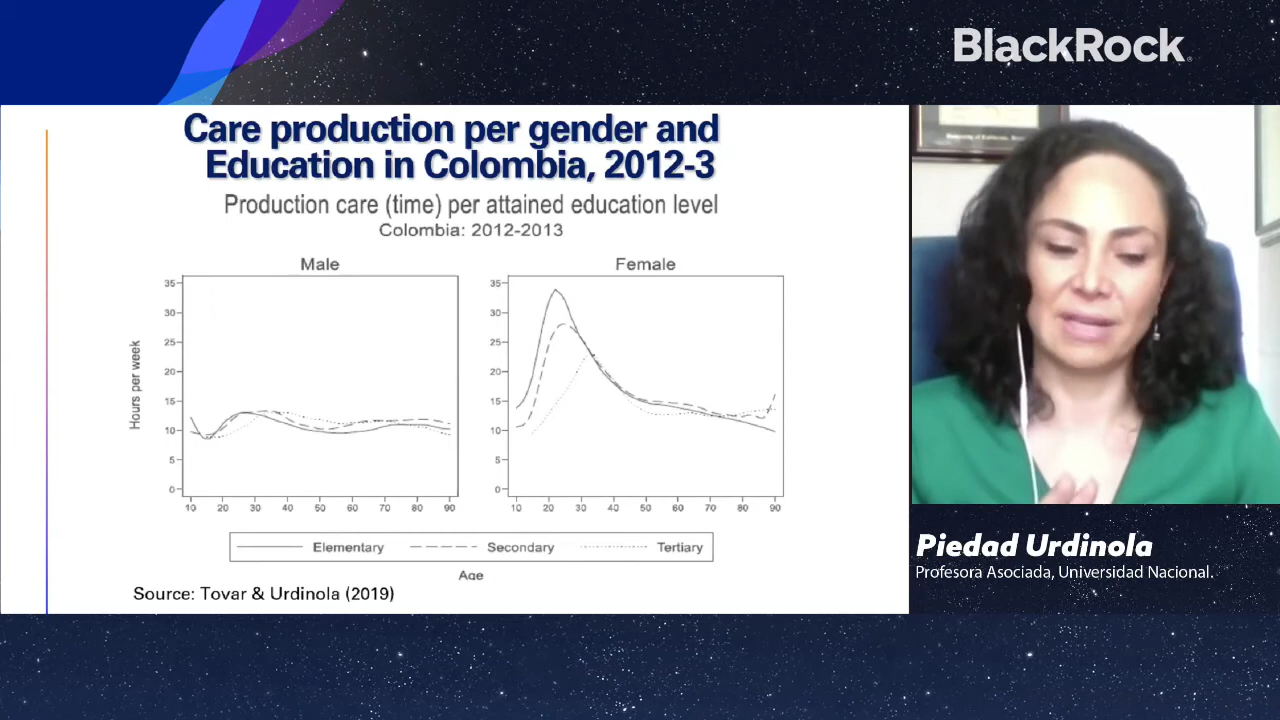 BlackRock
Care production per gender and
Education in Colombia, 2012-3
Production care (time) per attained education level
Colombia: 2012-2013
Male
Female
Hours per week
35
30
25
20
15
10
5
0
10 20 30 40 50 60 70 80 90
35
30
25
20
15
10
5
0
10 20 30 40 50 60 70 80 90
Elementary Secondary Tertiary
Age
Source: Tovar & Urdinola (2019)
Piedad Urdinola
Profesora Asociada, Universidad Nacional.